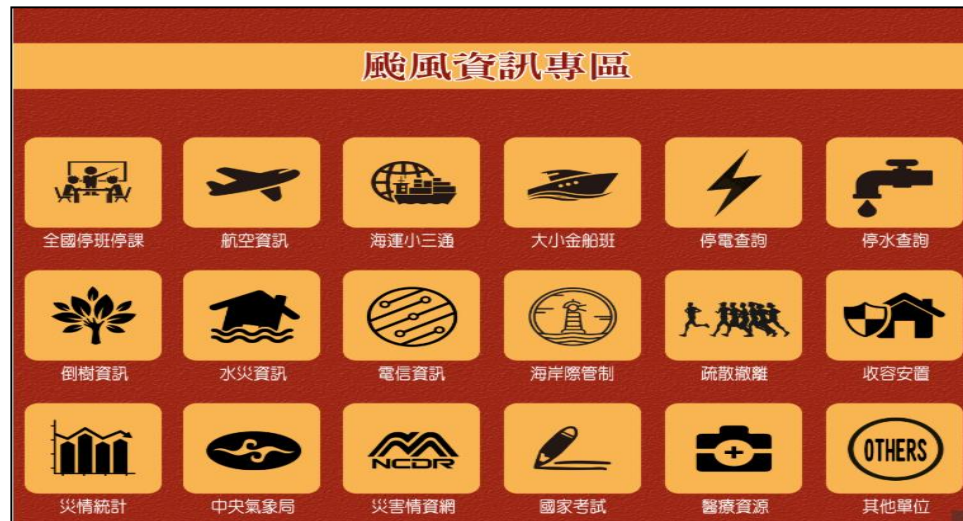 颱風資訊專區
全國停班停課
航空資訊
海運小三通
大小金船班
停電查詢
停水查詢
倒樹資訊
水災資訊
電信資訊
海岸際管制
疏散撤離
收容安置
NCDR
OTHERS
災情統計
中央氣象局
災害情資網
國家考試
醫療資源
其他單位